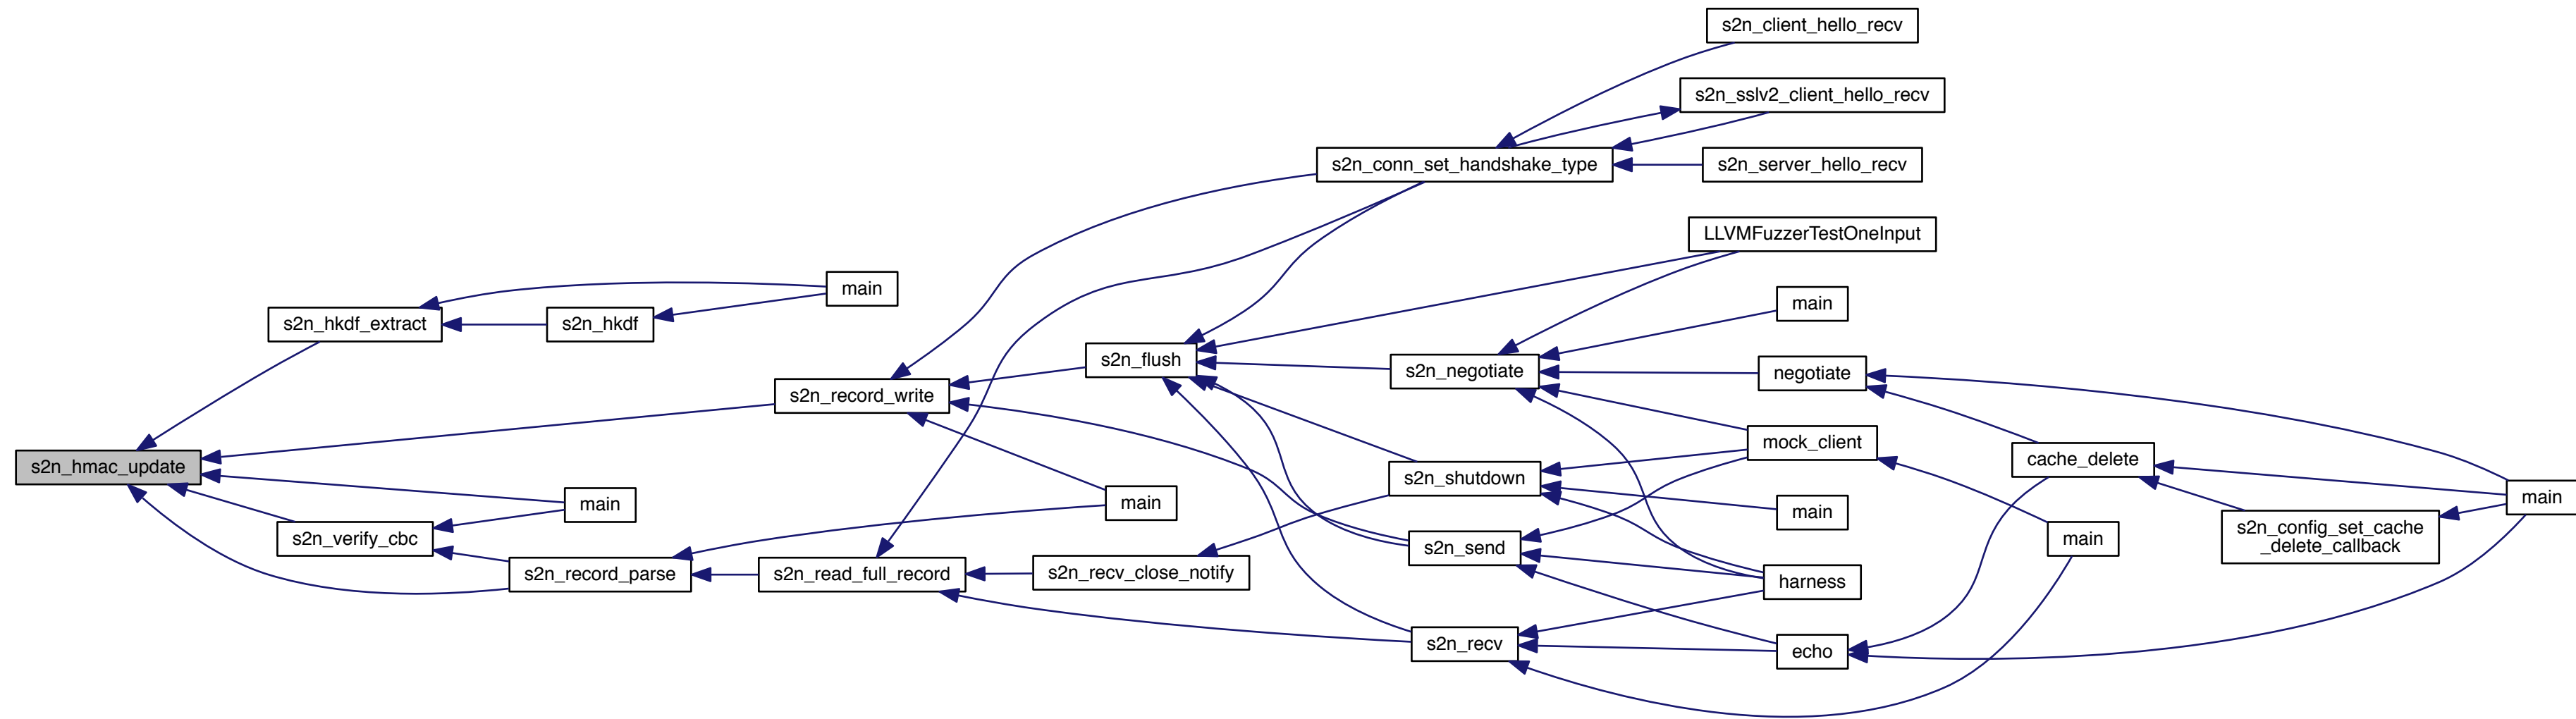 s2n_client_hello_recv
s2n_sslv2_client_hello_recv
s2n_conn_set_handshake_type
s2n_server_hello_recv
LLVMFuzzerTestOneInput
main
main
s2n_hkdf_extract
s2n_hkdf
s2n_flush
s2n_negotiate
negotiate
s2n_record_write
mock_client
cache_delete
s2n_hmac_update
s2n_shutdown
main
main
main
main
s2n_config_set_cache
_delete_callback
s2n_verify_cbc
main
s2n_send
s2n_record_parse
s2n_read_full_record
s2n_recv_close_notify
harness
s2n_recv
echo